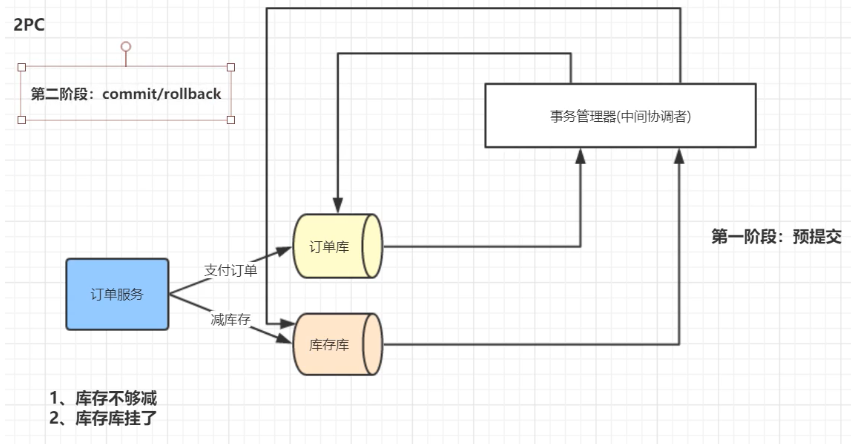 2PC
第二阶段：commit/rollback
事务管理器(中间协调者)
第一阶段：预提交
订单库
支付订单
订单服务
减库存
库存库
1、库存不够减
2、库存库挂了